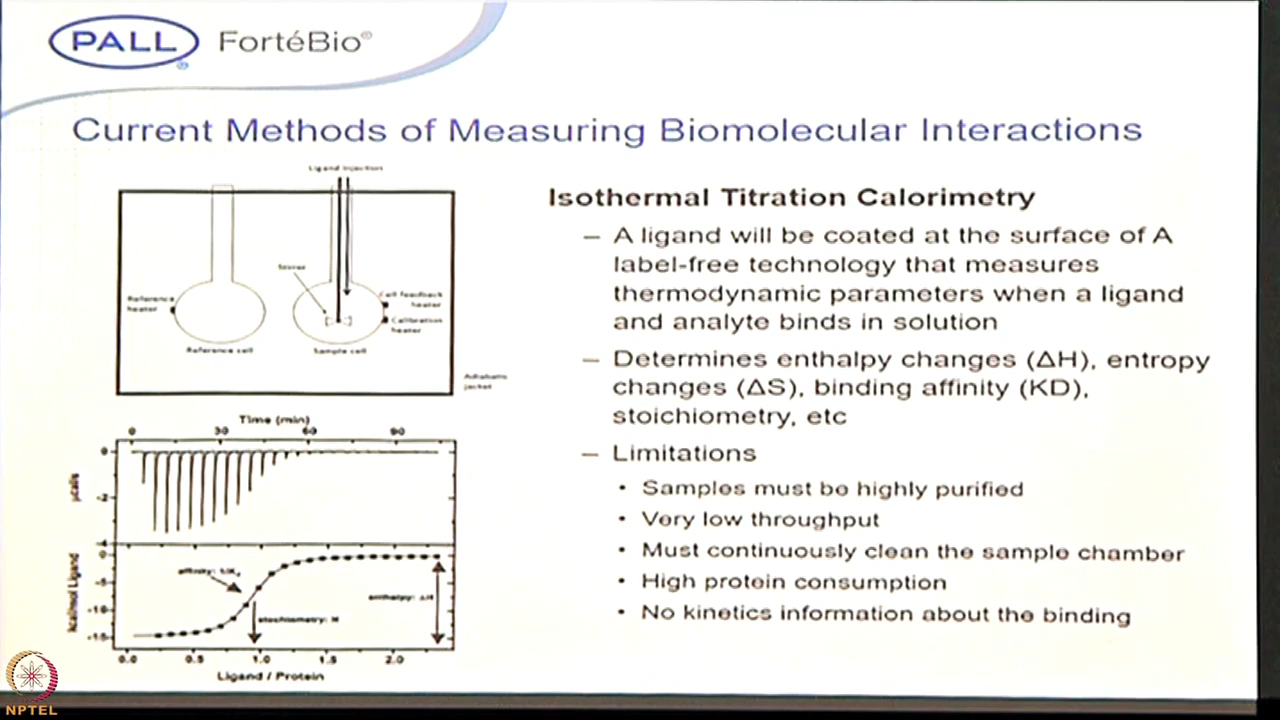 PALL
FortéBio®
Current Methods of Measuring Biomolecular Interactions
Ligand Injection
Stirrer
Reference
heater
Cell feedback
heater
Calibration
heater
Reference cell
Sample cell
jacket
Time (min)
0 30 60 90
0
-2
-4
µcal/s
0
-5
-10
-15
kcal/mol Ligand
affinity:
stochiometry: N
enthalpy: ΔH
0.0 0.5 1.0 1.5 2.0
Ligand / Protein
Isothermal Titration Calorimetry
– A ligand will be coated at the surface of A
label-free technology that measures
thermodynamic parameters when a ligand
and analyte binds in solution
– Determines enthalpy changes (ΔH), entropy
changes (ΔS), binding affinity (KD),
stoichiometry, etc
– Limitations
• Samples must be highly purified
• Very low throughput
• Must continuously clean the sample chamber
• High protein consumption
• No kinetics information about the binding
NPTEL